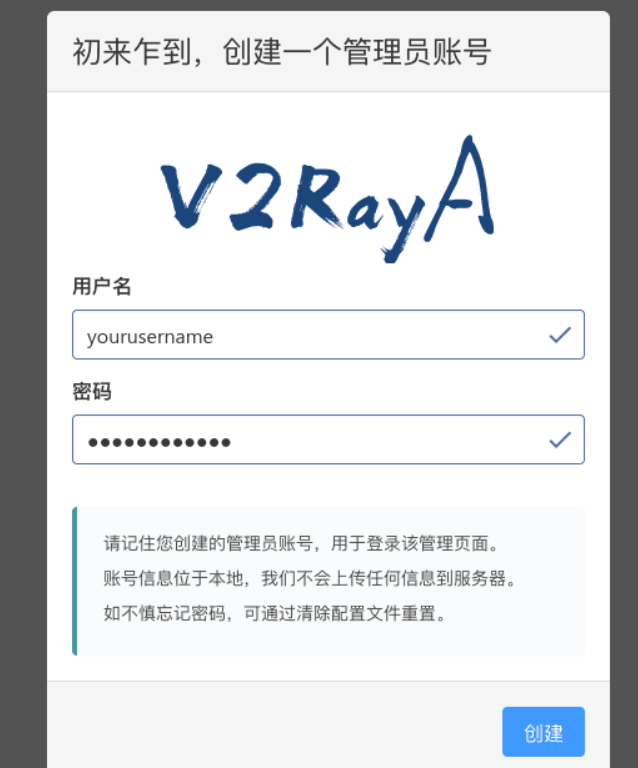 初来乍到，创建一个管理员账号
V2RayA
用户名
yourusername
密码
••••••••••••
请记住您创建的管理员账号，用于登录该管理页面。
账号信息位于本地，我们不会上传任何信息到服务器。
如不慎忘记密码，可通过清除配置文件重置。
创建